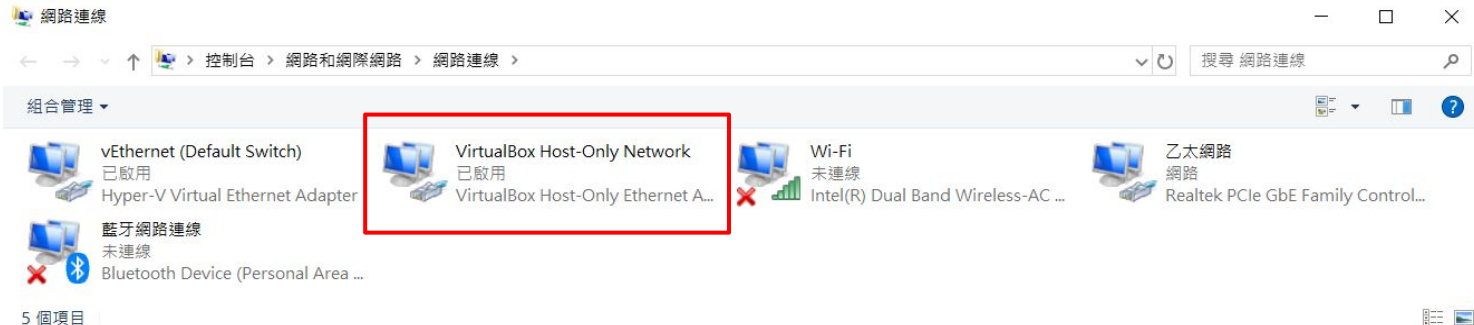 網路連線
控制台 > 網路和網際網路 > 網路連線 >
搜尋 網路連線
組合管理
vEthernet (Default Switch)
已啟用
Hyper-V Virtual Ethernet Adapter
VirtualBox Host-Only Network
已啟用
VirtualBox Host-Only Ethernet A...
Wi-Fi
未連線
Intel(R) Dual Band Wireless-AC ...
乙太網路
網路
Realtek PCIe GbE Family Control...
藍牙網路連線
未連線
Bluetooth Device (Personal Area ...
5 個項目